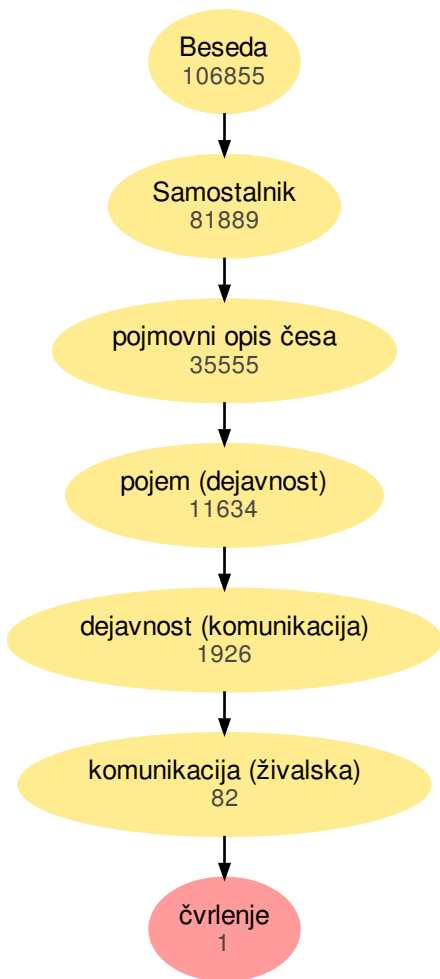 Beseda
106855
Samostalnik
81889
pojmovni opis česa
35555
pojem (dejavnost)
11634
dejavnost (komunikacija)
1926
komunikacija (živalska)
82
čvrlenje
1